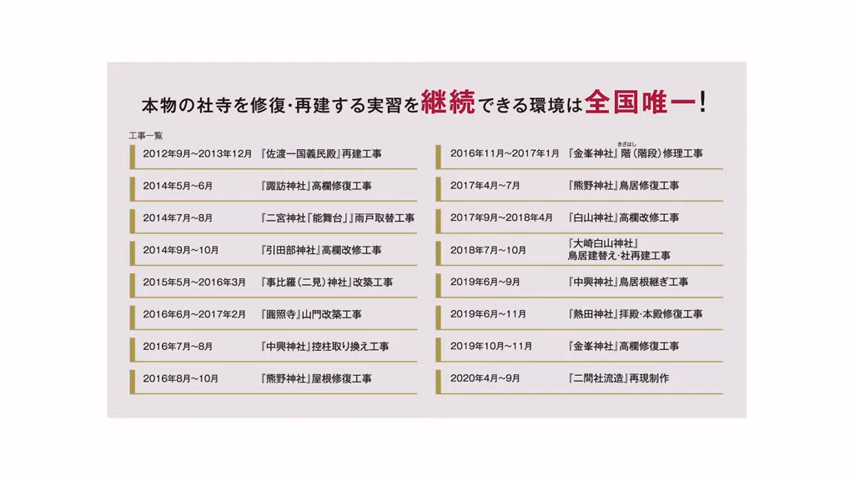 本物の社寺を修復・再建する実習を継続できる環境は全国唯一！
工事一覧
2012年9月～2013年12月 『佐渡一国義民殿』再建工事
2014年5月～6月 『諏訪神社』高欄修復工事
2014年7月～8月 『二宮神社「能舞台」』雨戸取替工事
2014年9月～10月 『引田部神社』高欄改修工事
2015年5月～2016年3月 『事比羅（二見）神社』改築工事
2016年6月～2017年2月 『圓照寺』山門改築工事
2016年7月～8月 『中興神社』控柱取り換え工事
2016年8月～10月 『熊野神社』屋根修復工事
きざはし
2016年11月～2017年1月 『金峯神社』階（階段）修理工事
2017年4月～7月 『熊野神社』鳥居修復工事
2017年9月～2018年4月 『白山神社』高欄改修工事
2018年7月～10月 『大崎白山神社』
鳥居建替え・社再建工事
2019年6月～9月 『中興神社』鳥居根継ぎ工事
2019年6月～11月 『熱田神社』拝殿・本殿修復工事
2019年10月～11月 『金峯神社』高欄修復工事
2020年4月～9月 『二間社流造』再現制作